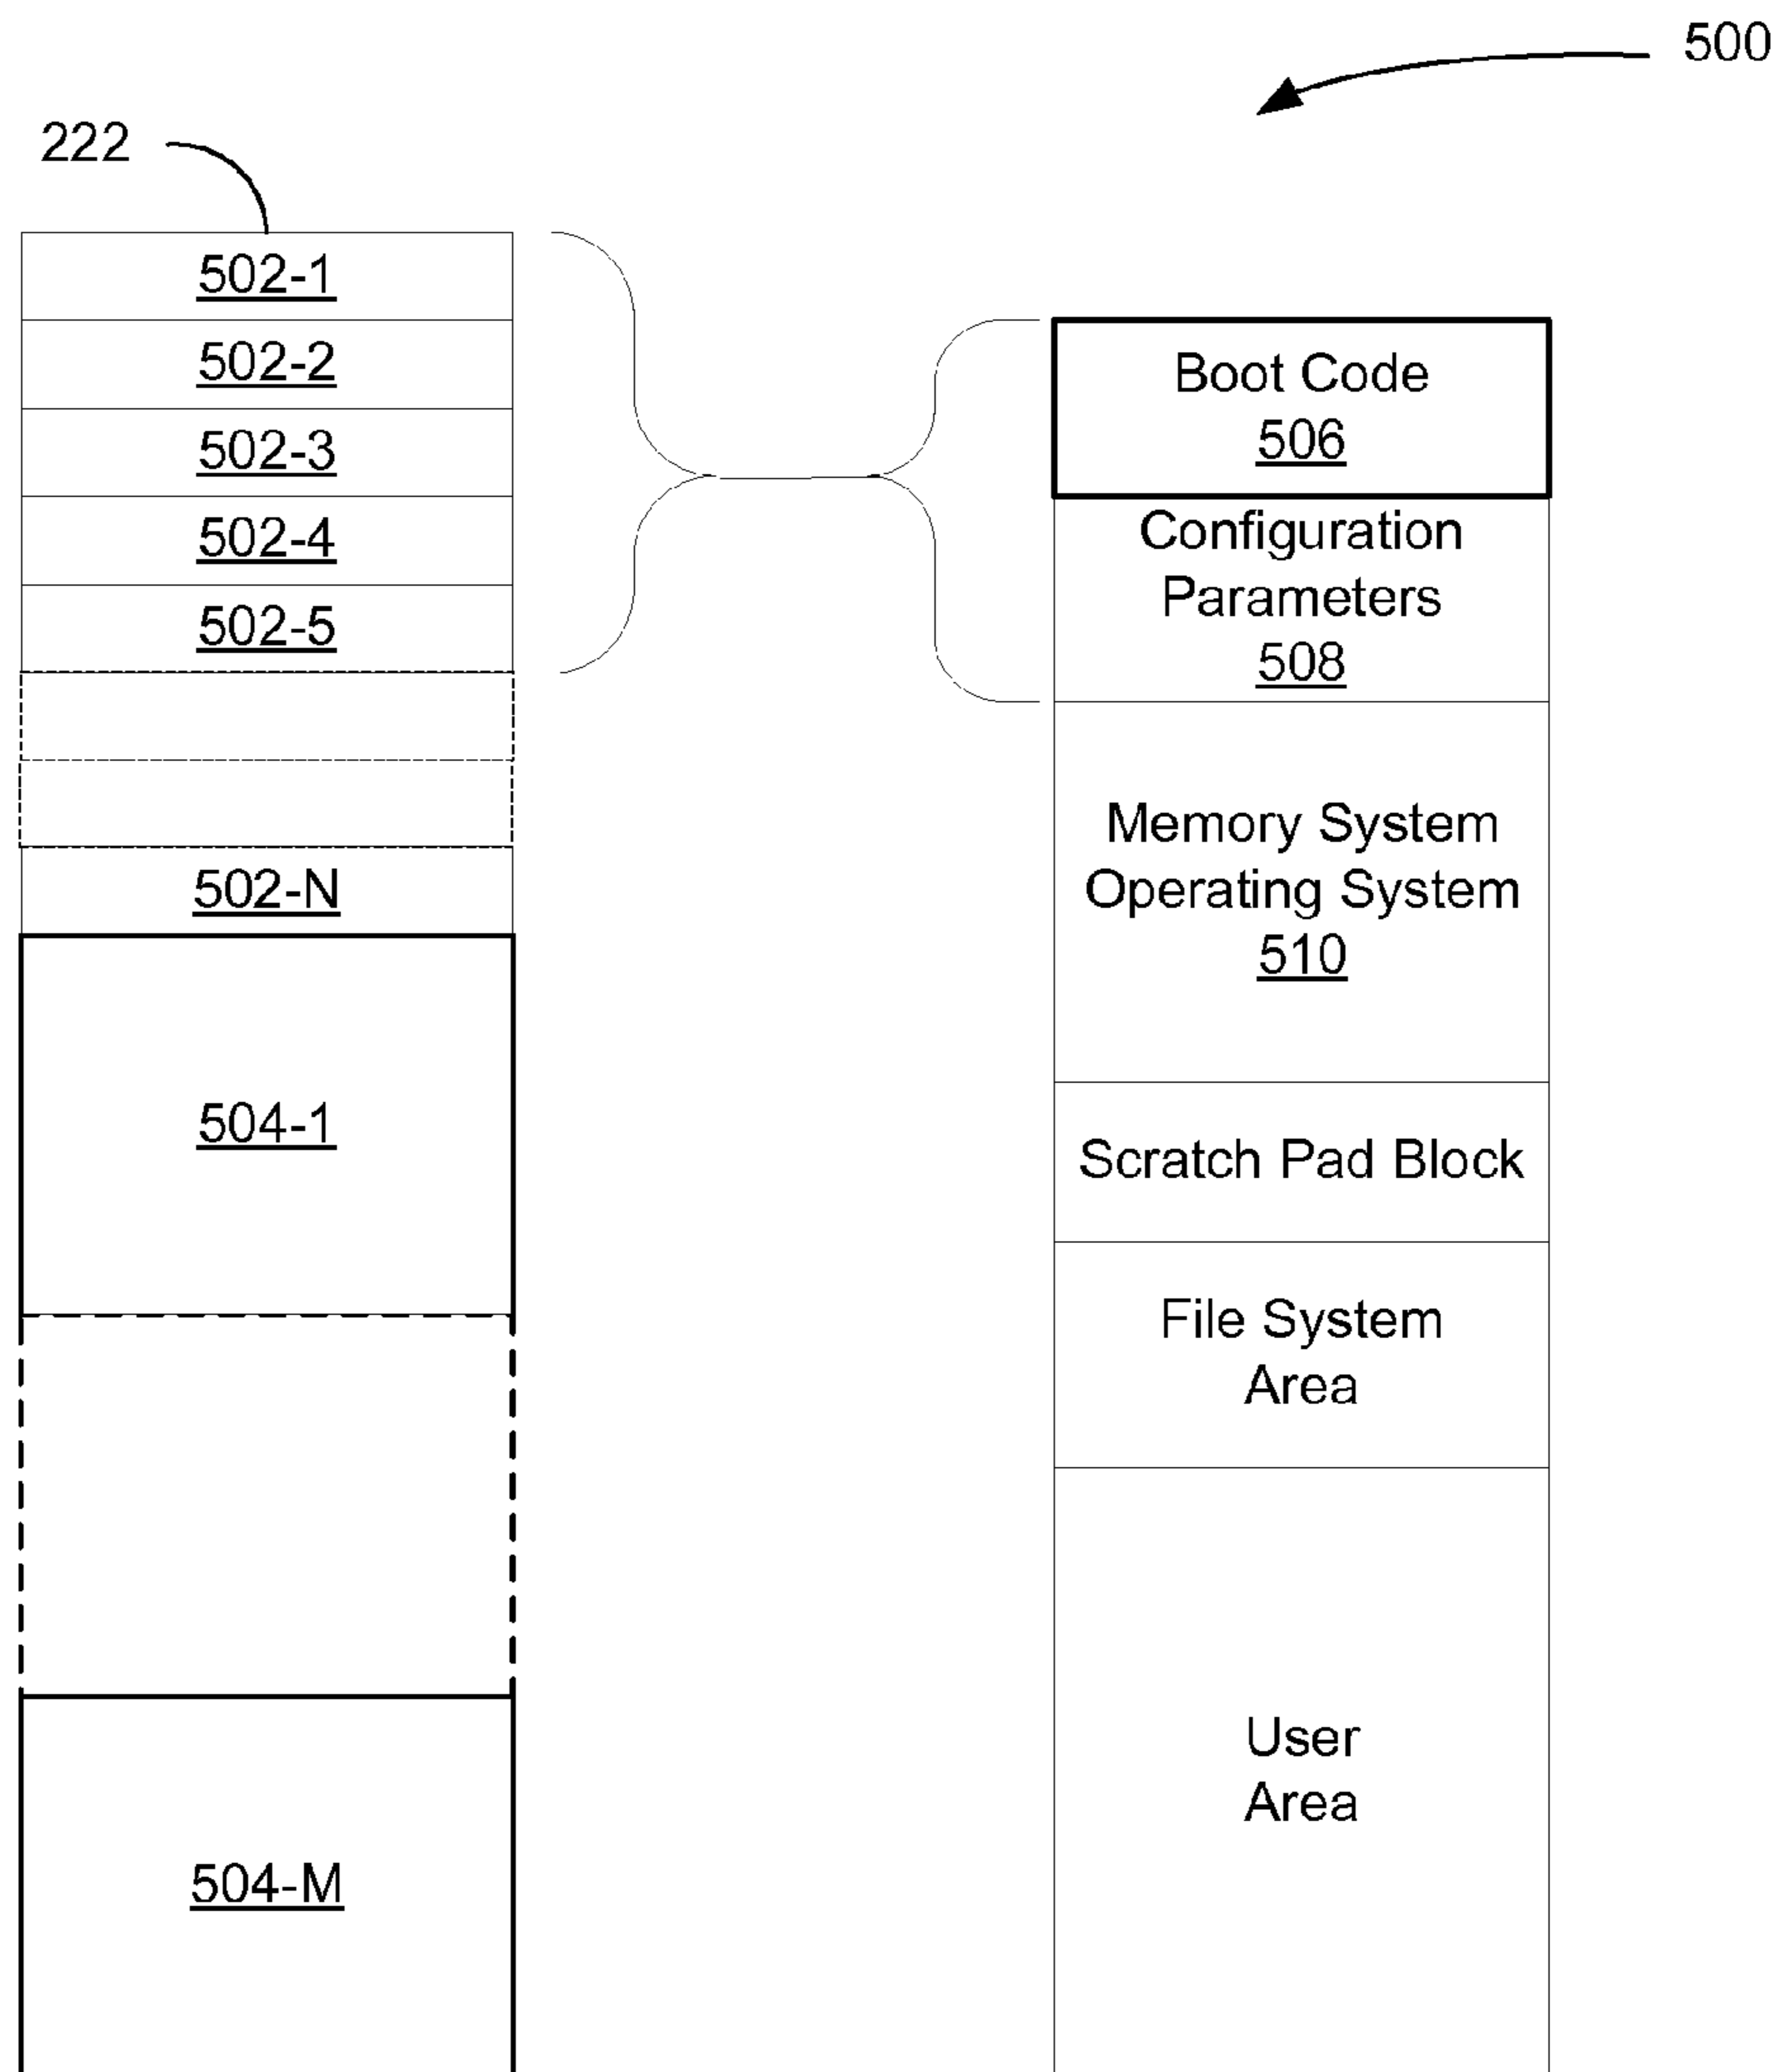 500
222
502-1
502-2
502-3
502-4
502-5
502-N
504-1
504-M
Boot Code
506
Configuration
Parameters
508
Memory System
Operating System
510
Scratch Pad Block
File System
Area
User
Area